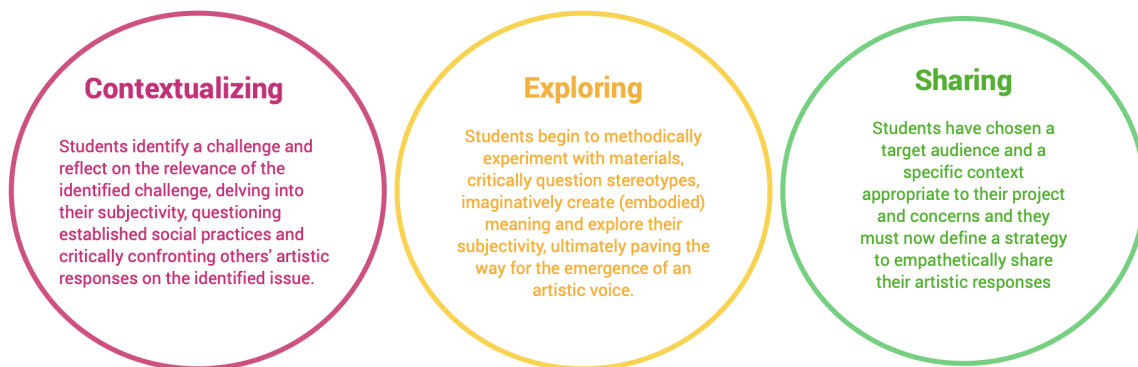 Contextualizing
Students identify a challenge and
reflect on the relevance of the
identified challenge, delving into
their subjectivity, questioning
established social practices and
critically confronting others' artistic
responses on the identified issue.
Exploring
Students begin to methodically
experiment with materials,
critically question stereotypes,
imaginatively create (embodied)
meaning and explore their
subjectivity, ultimately paving the
way for the emergence of an
artistic voice.
Sharing
Students have chosen a
target audience and a
specific context
appropriate to their project
and concerns and they
must now define a strategy
to empathetically share
their artistic responses